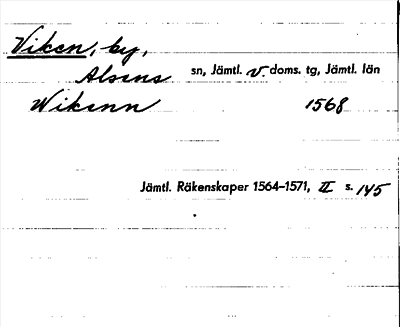 Viken, by,
Alsens sn, Jämtl. v. doms. tg, Jämtl. län
Wikenn 1568
Jämtl. Räkenskaper 1564–1571, II s. 145